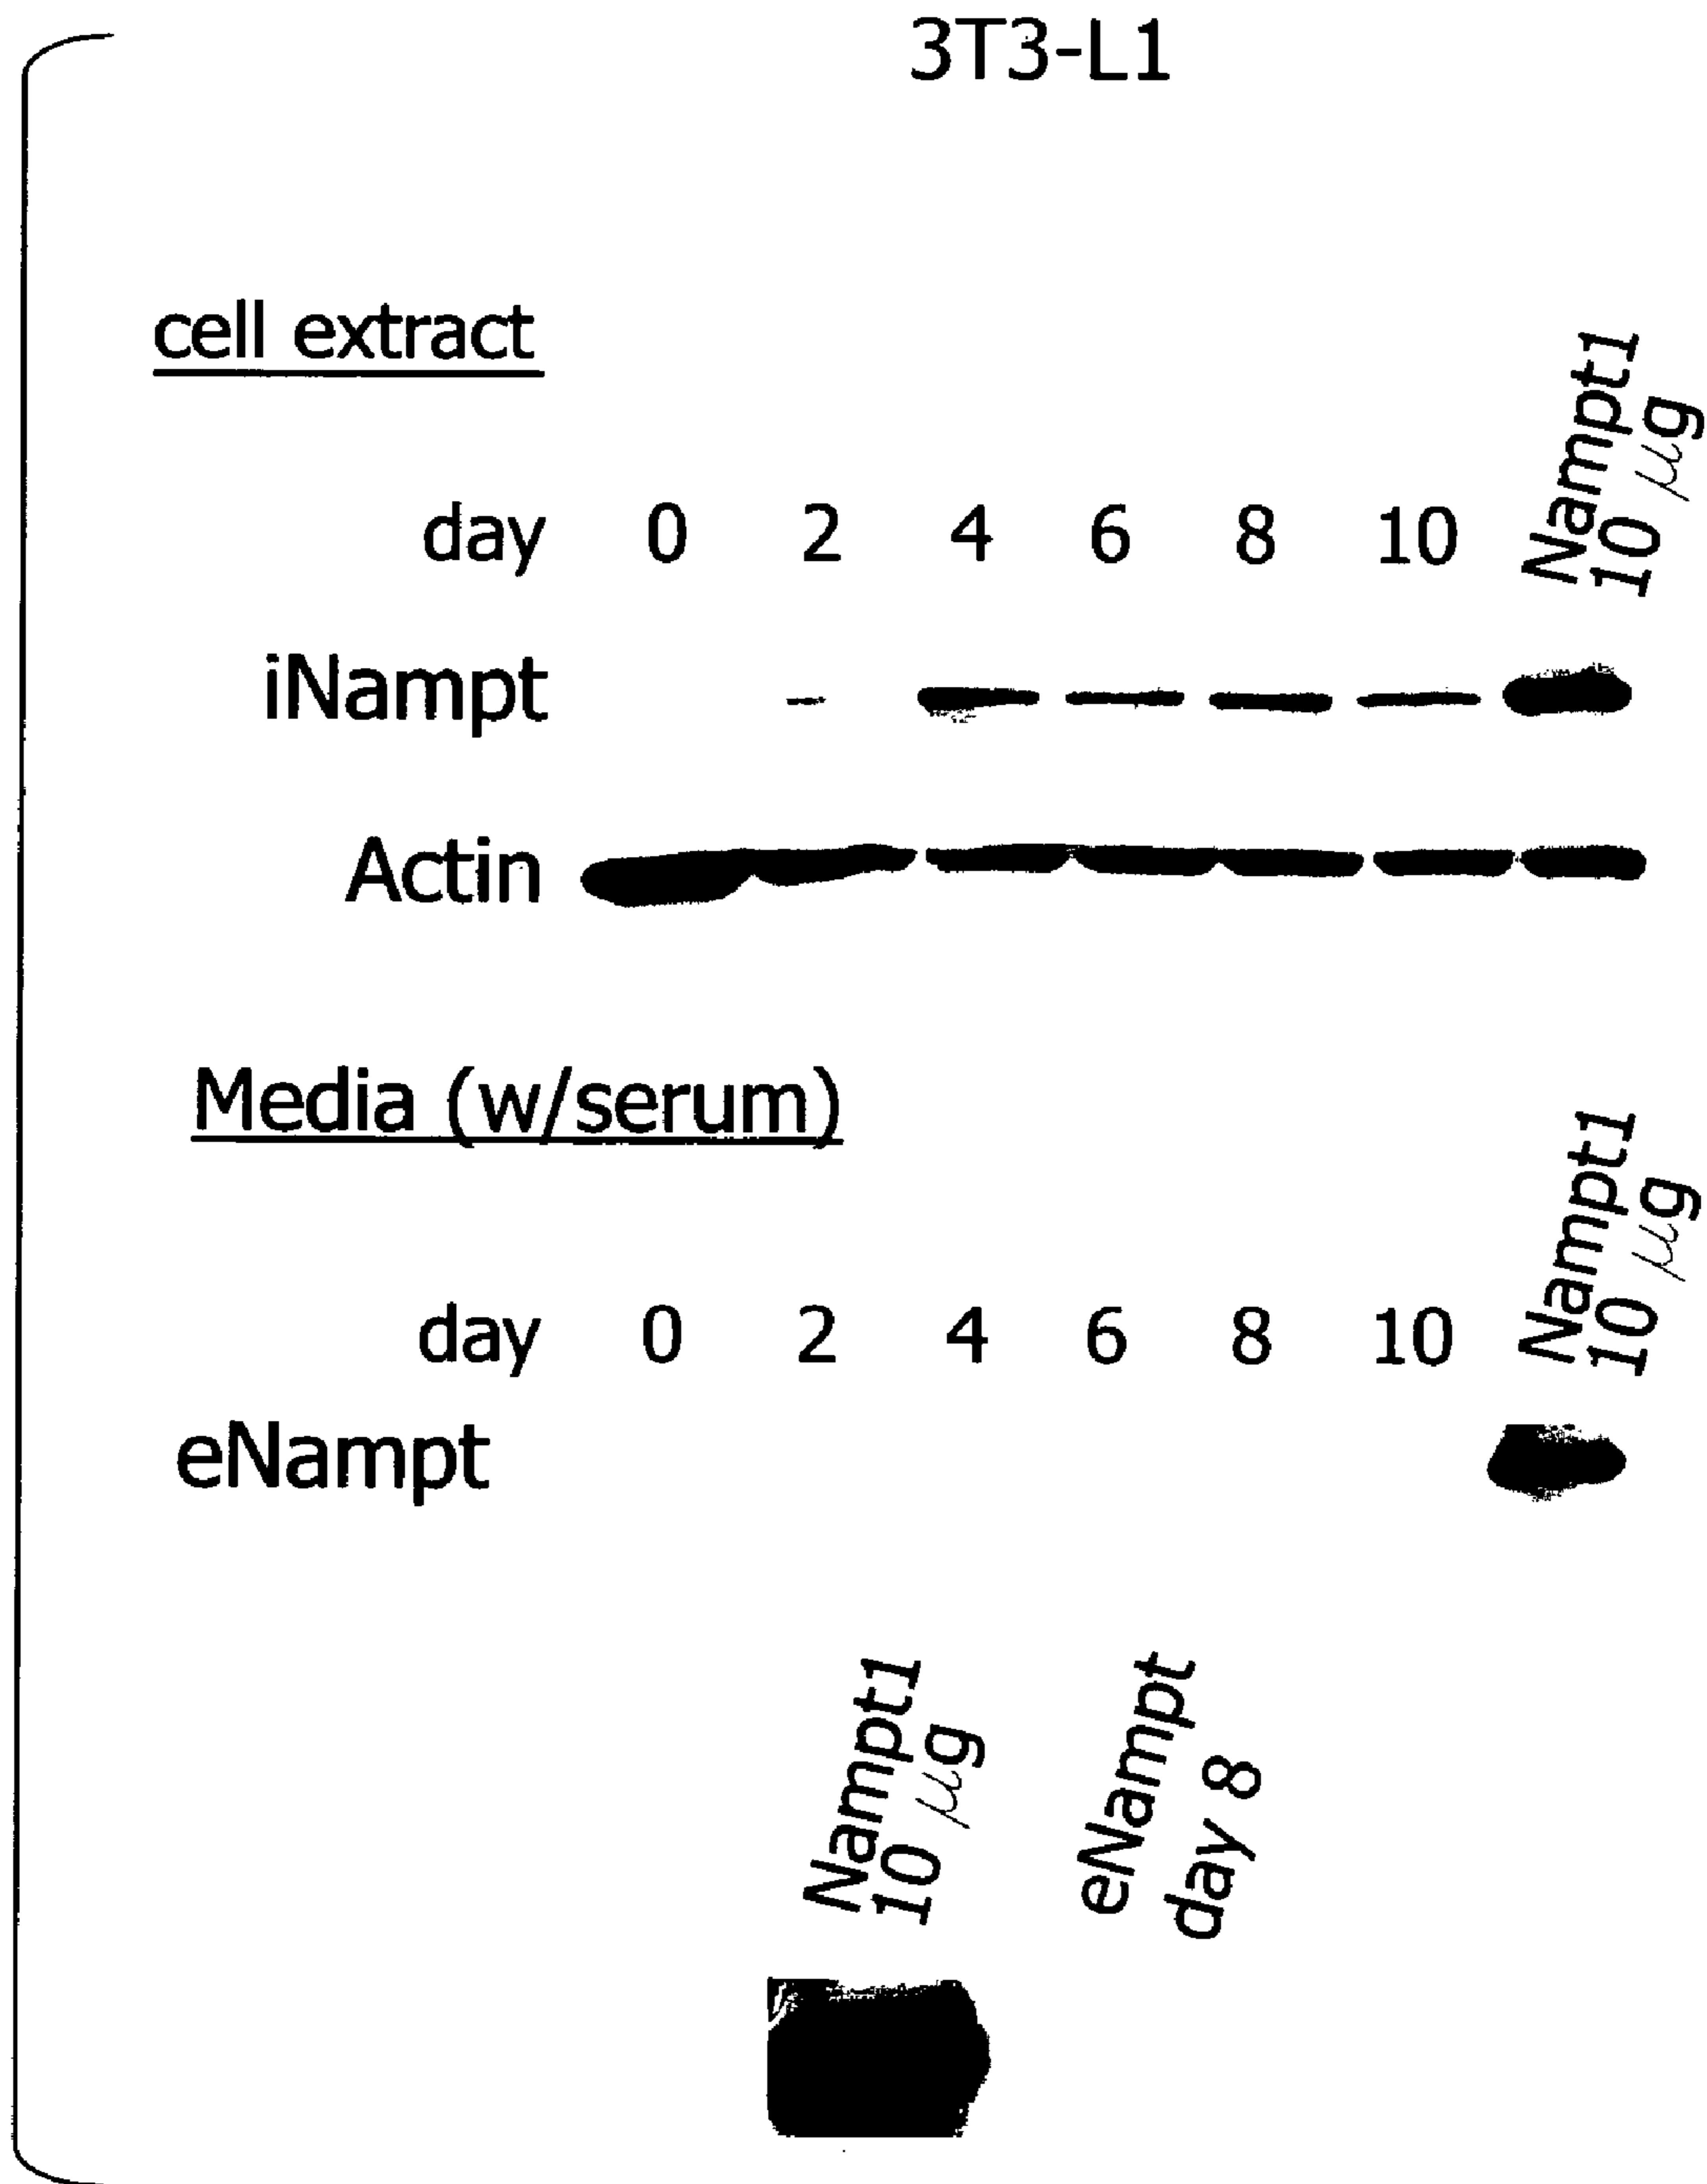 3T3-L1
cell extract
day 0 2 4 6 8 10 Nampt1
10 μg
iNampt
Actin
Media (w/serum)
day 0 2 4 6 8 10 Nampt1
10 μg
eNampt
Nampt1
10 μg
eNampt
day 8